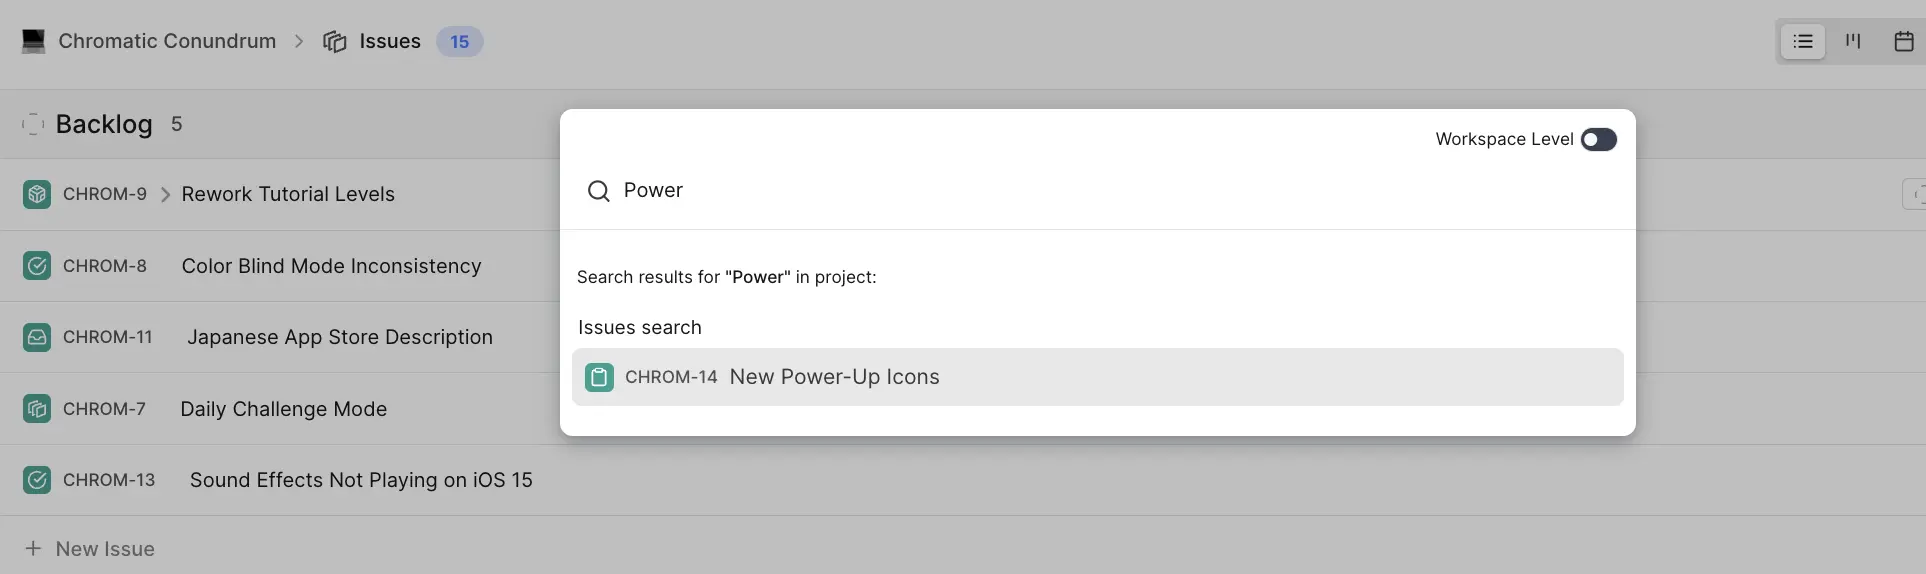 Chromatic Conundrum > Issues 15
Backlog 5
Workspace Level
Power
Search results for "Power" in project:
Issues search
CHROM-14 New Power-Up Icons
CHROM-9 > Rework Tutorial Levels
CHROM-8 Color Blind Mode Inconsistency
CHROM-11 Japanese App Store Description
CHROM-7 Daily Challenge Mode
CHROM-13 Sound Effects Not Playing on iOS 15
+ New Issue